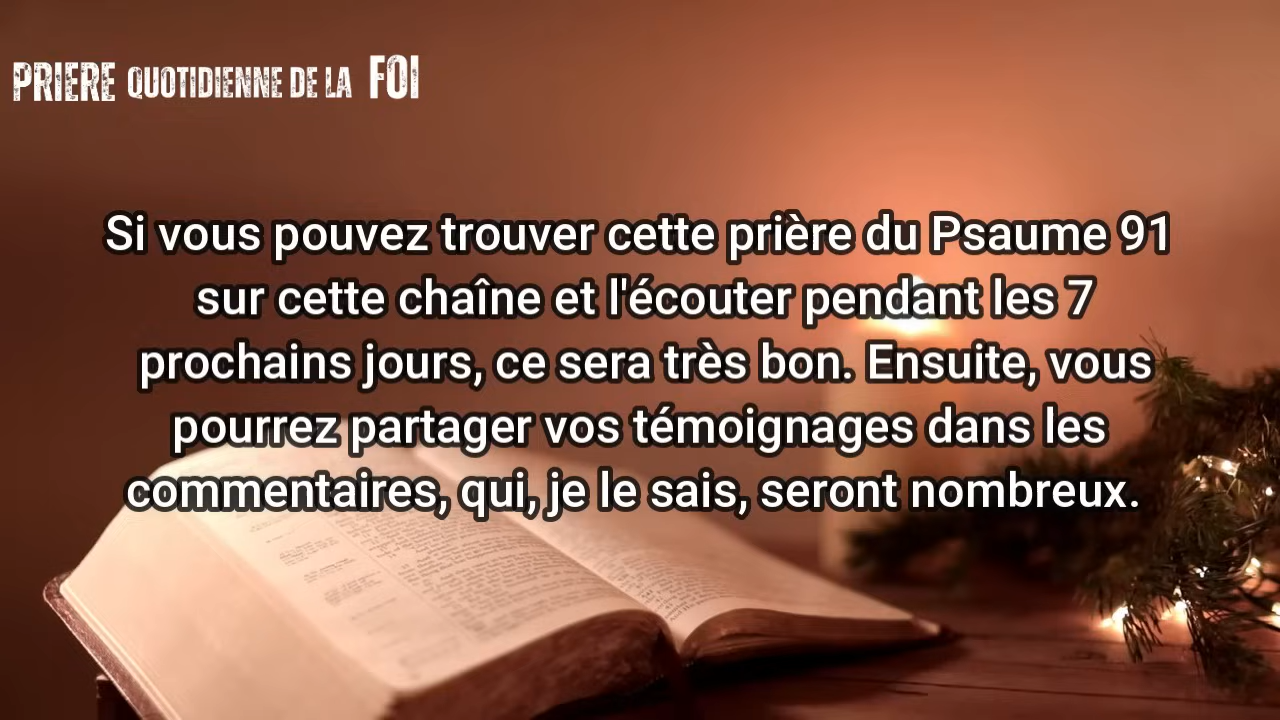 PRIERE QUOTIDIENNE DE LA FOI
Si vous pouvez trouver cette prière du Psaume 91
sur cette chaîne et l'écouter pendant les 7
prochains jours, ce sera très bon. Ensuite, vous
pourrez partager vos témoignages dans les
commentaires, qui, je le sais, seront nombreux.